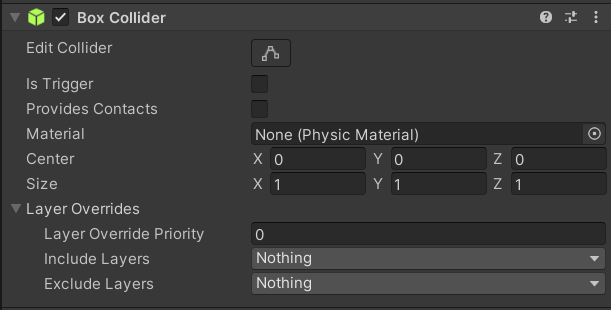 Box Collider
Edit Collider
Is Trigger
Provides Contacts
Material None (Physic Material)
Center X 0 Y 0 Z 0
Size X 1 Y 1 Z 1
Layer Overrides
Layer Override Priority 0
Include Layers Nothing
Exclude Layers Nothing